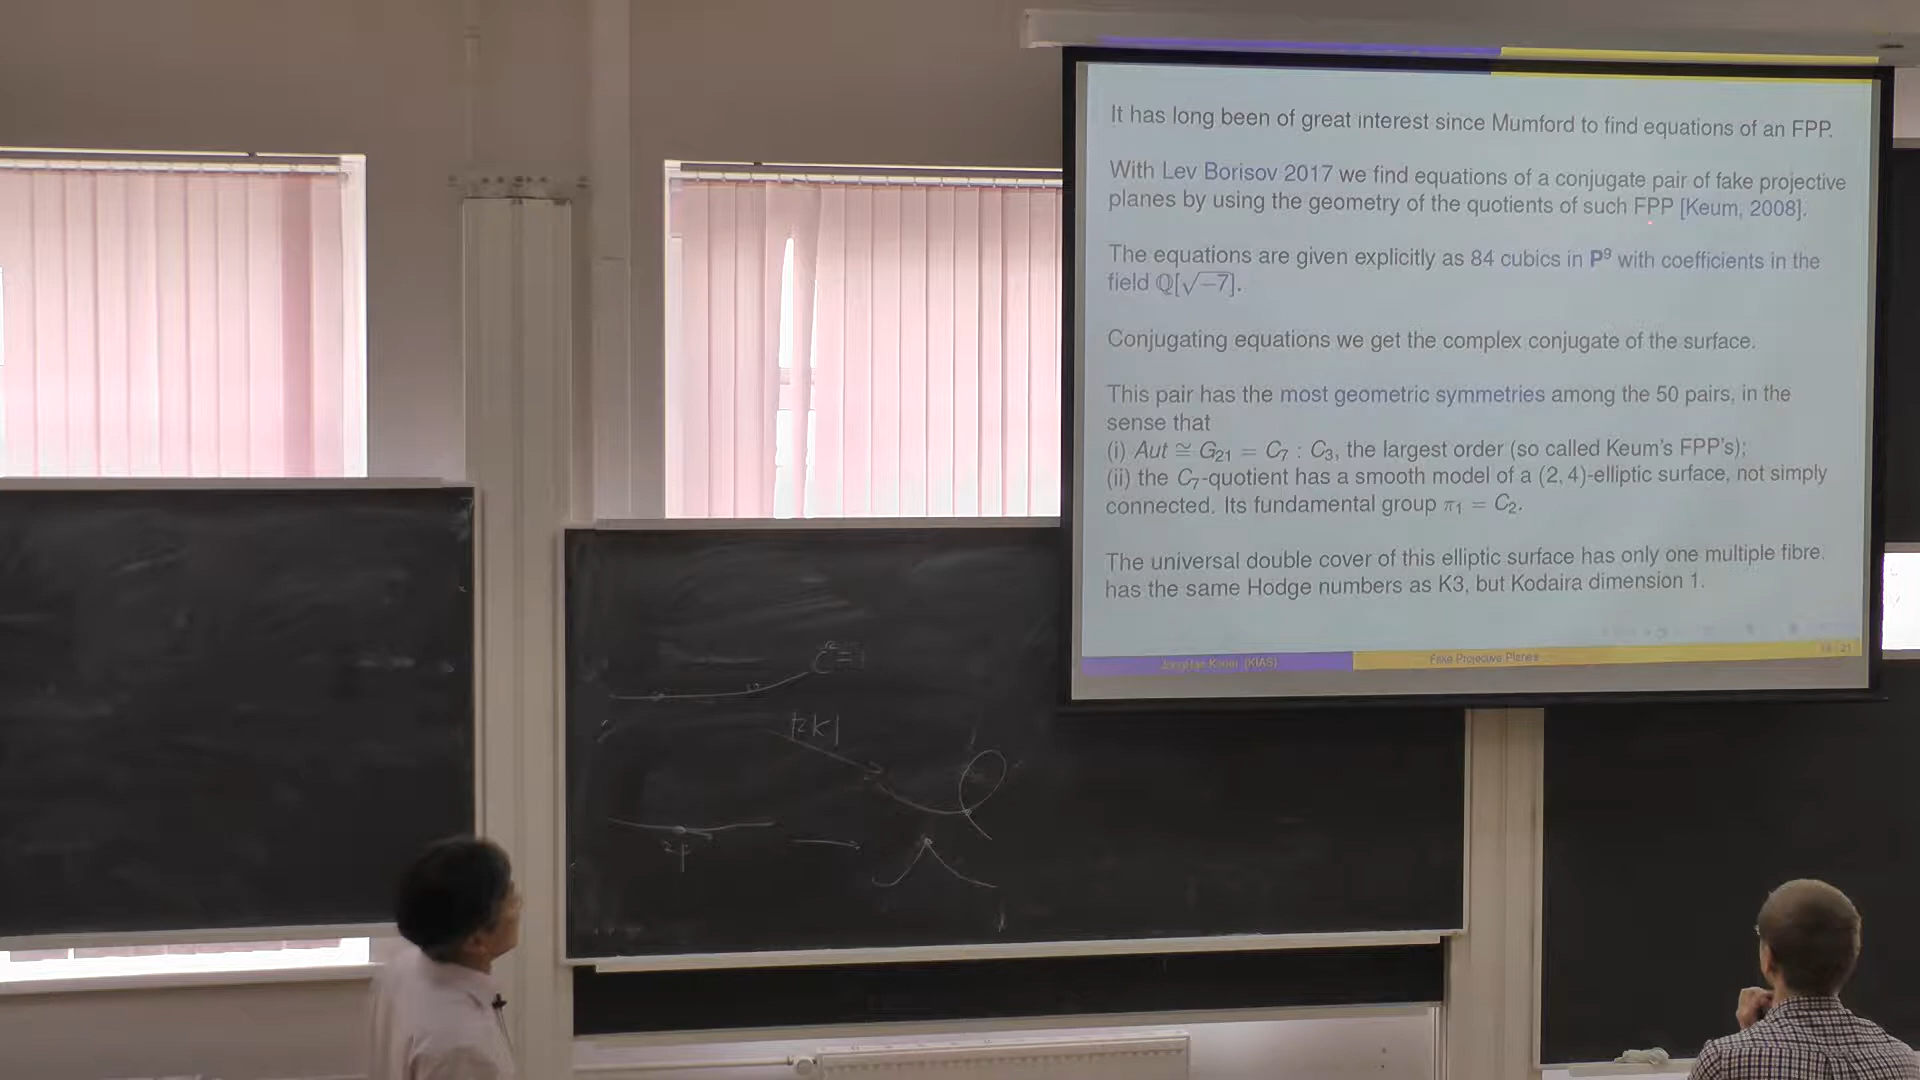 It has long been of great interest since Mumford to find equations of an FPP.
With Lev Borisov 2017 we find equations of a conjugate pair of fake projective
planes by using the geometry of the quotients of such FPP [Keum, 2008].
The equations are given explicitly as 84 cubics in P⁹ with coefficients in the
field ℚ[√−7].
Conjugating equations we get the complex conjugate of the surface.
This pair has the most geometric symmetries among the 50 pairs, in the
sense that
(i) Aut ≅ G₂₁ = C₇ : C₃, the largest order (so called Keum's FPP's);
(ii) the C₇-quotient has a smooth model of a (2, 4)-elliptic surface, not simply
connected. Its fundamental group π₁ = C₂.
The universal double cover of this elliptic surface has only one multiple fibre,
has the same Hodge numbers as K3, but Kodaira dimension 1.
(KIAS)
Fake Projective Planes
|2K|